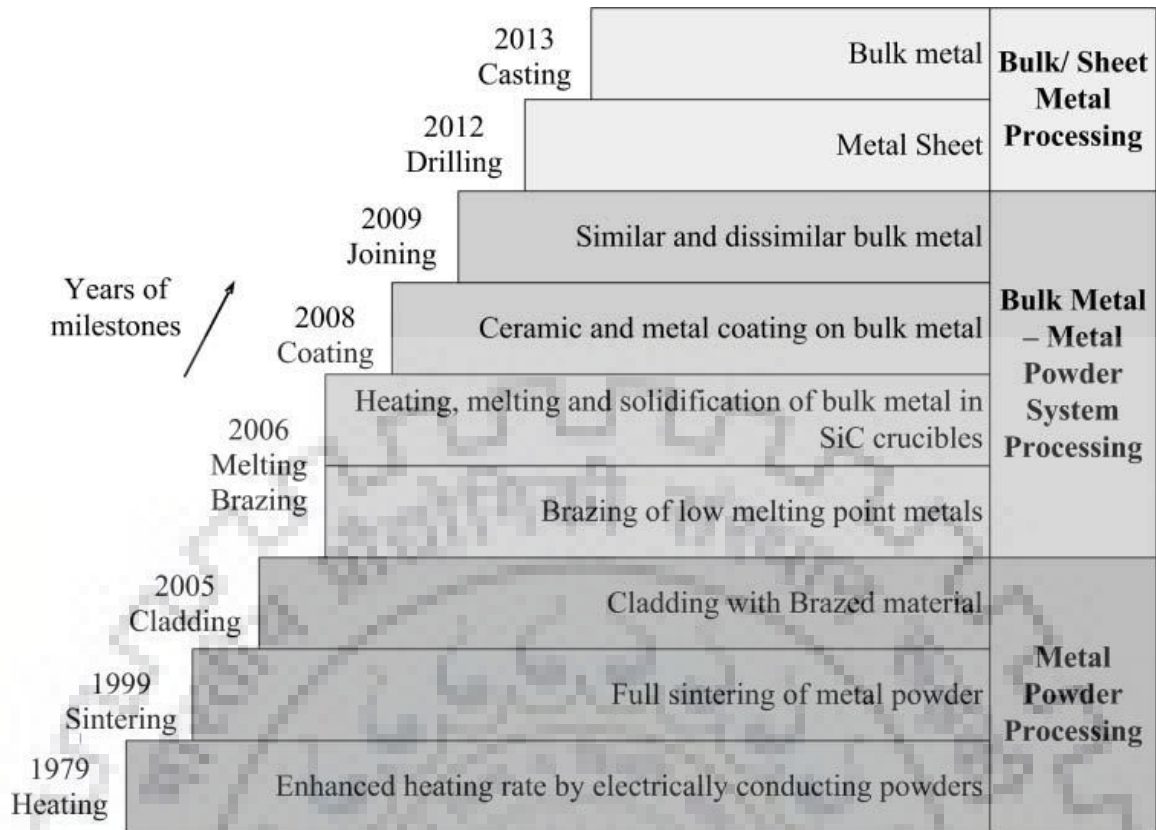 2013
Casting
Bulk metal
Bulk/ Sheet
Metal
Processing
2012
Drilling
Metal Sheet
2009
Joining
Similar and dissimilar bulk metal
Years of
milestones
2008
Coating
Ceramic and metal coating on bulk metal
Bulk Metal
– Metal
Powder
System
Processing
2006
Melting
Brazing
Heating, melting and solidification of bulk metal in
SiC crucibles
Brazing of low melting point metals
2005
Cladding
Cladding with Brazed material
Metal
Powder
Processing
1999
Sintering
Full sintering of metal powder
1979
Heating
Enhanced heating rate by electrically conducting powders